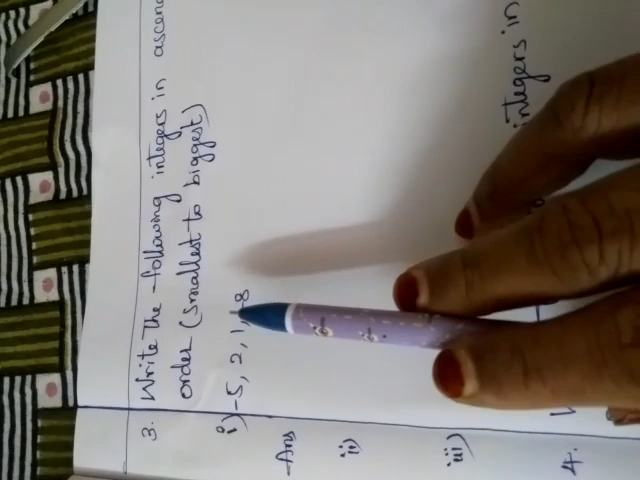 3. Write the following integers in ascend
order (smallest to biggest)
i) -5, 2, 1, -8
Ans
ii)
iii)
4.
integers in